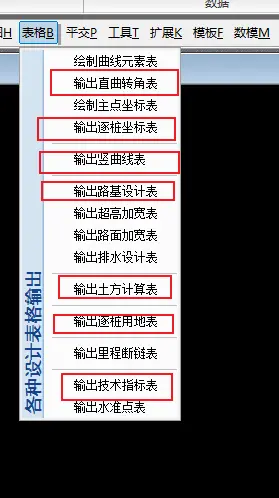 数据
表格B 平交P 工具T 扩展K 模板F 数模M
绘制曲线元素表
输出直曲转角表
绘制主点坐标表
输出逐桩坐标表
输出竖曲线表
输出路基设计表
输出超高加宽表
输出路面加宽表
输出排水设计表
输出土方计算表
输出逐桩用地表
输出里程断链表
输出技术指标表
输出水准点表
各种设计表格输出